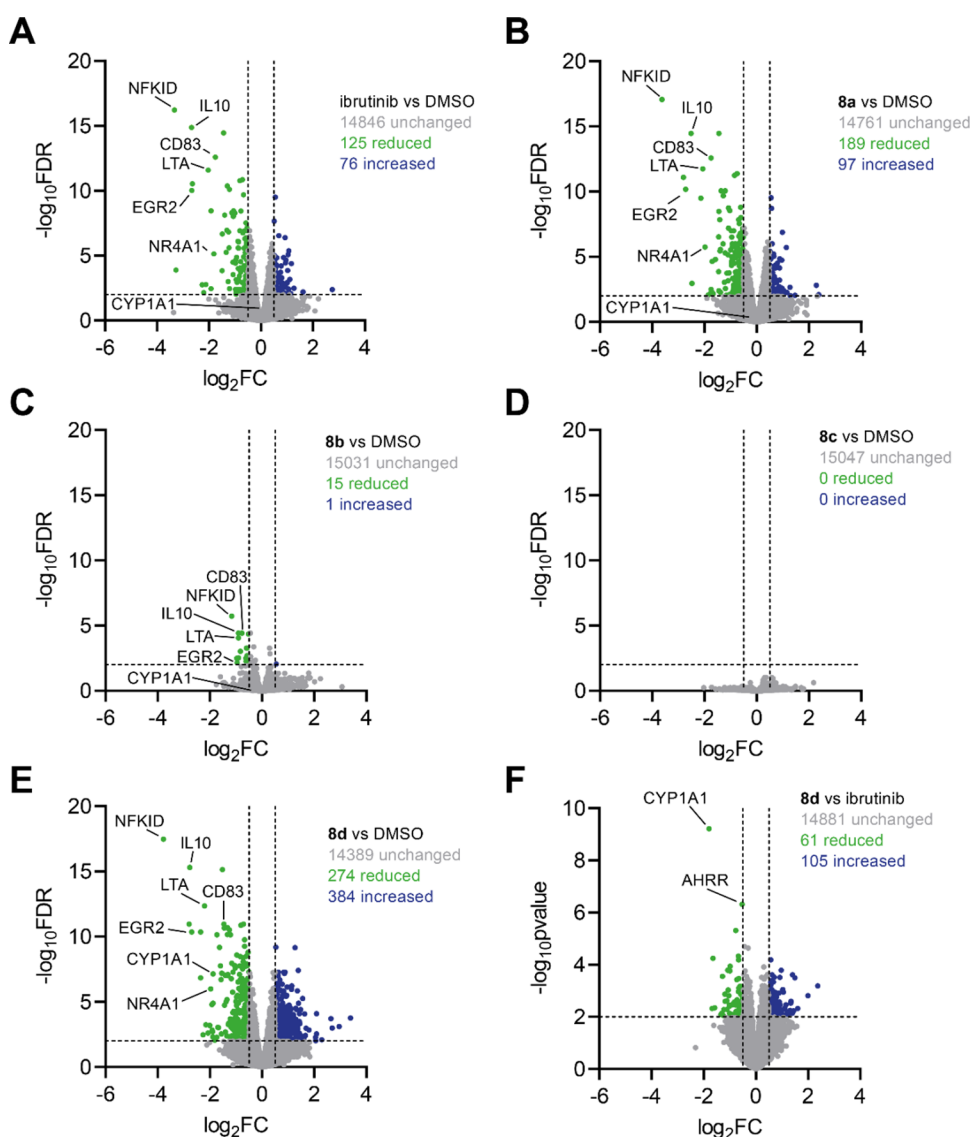 A
20
15
10
5
0
-log10FDR
-6 -4 -2 0 2 4
log2FC
NFKID
IL10
CD83
LTA
EGR2
NR4A1
CYP1A1
ibrutinib vs DMSO
14846 unchanged
125 reduced
76 increased
B
20
15
10
5
0
-log10FDR
-6 -4 -2 0 2 4
log2FC
NFKID
IL10
CD83
LTA
EGR2
NR4A1
CYP1A1
8a vs DMSO
14761 unchanged
189 reduced
97 increased
C
20
15
10
5
0
-log10FDR
-6 -4 -2 0 2 4
log2FC
8b vs DMSO
15031 unchanged
15 reduced
1 increased
CD83
NFKID
IL10
LTA
EGR2
CYP1A1
D
20
15
10
5
0
-log10FDR
-6 -4 -2 0 2 4
log2FC
8c vs DMSO
15047 unchanged
0 reduced
0 increased
E
20
15
10
5
0
-log10FDR
-6 -4 -2 0 2 4
log2FC
NFKID
IL10
LTA
CD83
EGR2
CYP1A1
NR4A1
8d vs DMSO
14389 unchanged
274 reduced
384 increased
F
10
8
6
4
2
0
-log10pvalue
-6 -4 -2 0 2 4
log2FC
CYP1A1
AHRR
8d vs ibrutinib
14881 unchanged
61 reduced
105 increased